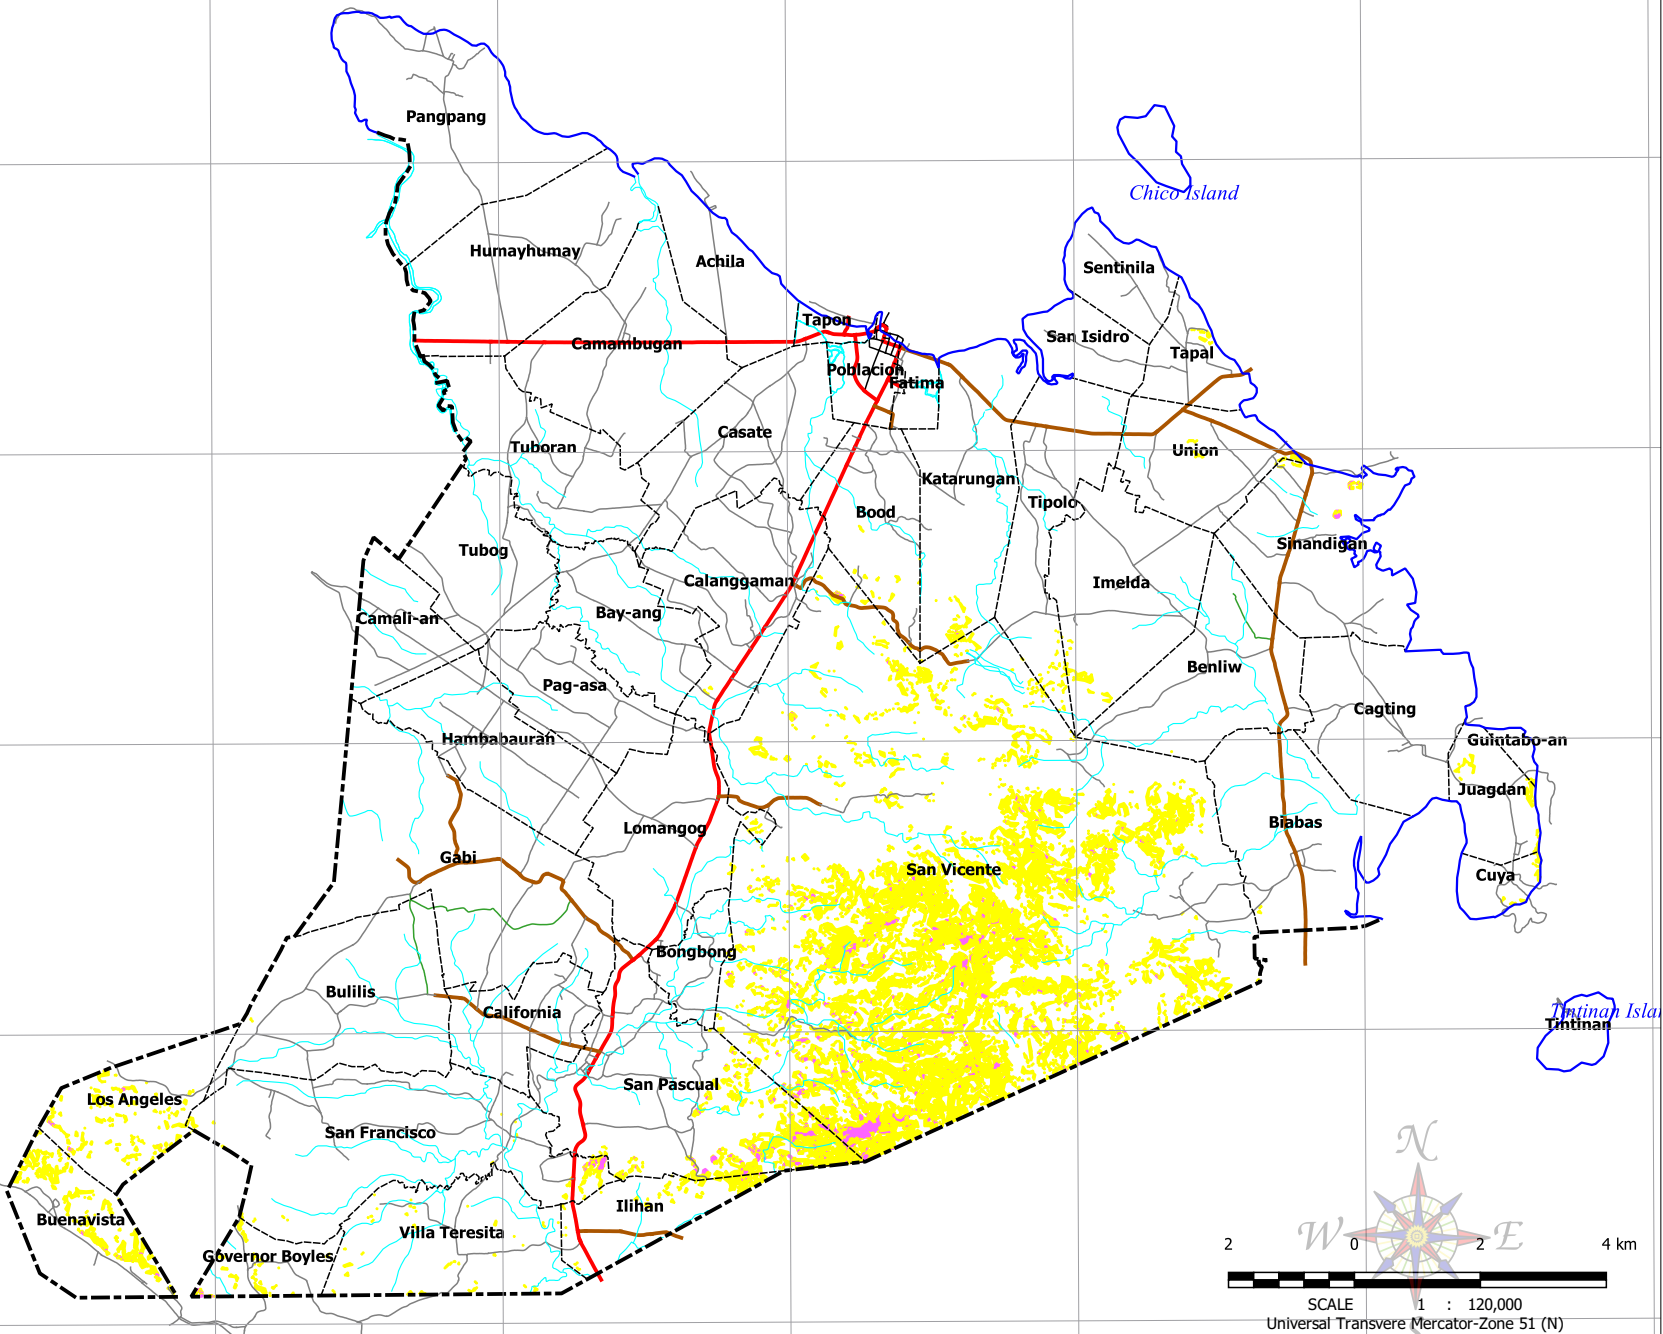 Pangpang
Chico Island
Humayhumay
Achila
Sentinila
Tapon
San Isidro
Camambugan
Tapal
Poblacion
Fatima
Casate
Tuboran
Union
Katarungan
Tipolo
Bood
Sinandigan
Tubog
Calanggaman
Imelda
Bay-ang
Camali-an
Benliw
Pag-asa
Cagting
Hambabauran
Guintabo-an
Juagdan
Lomangog
Biabas
Gabi
San Vicente
Cuya
Bongbong
Bulilis
California
Tintinan Islan
Tintinan
San Pascual
Los Angeles
San Francisco
N
Ilihan
Buenavista
Villa Teresita
W
E
Governor Boyles
2 0 2 4 km
SCALE 1 : 120,000
Universal Transvere Mercator-Zone 51 (N)